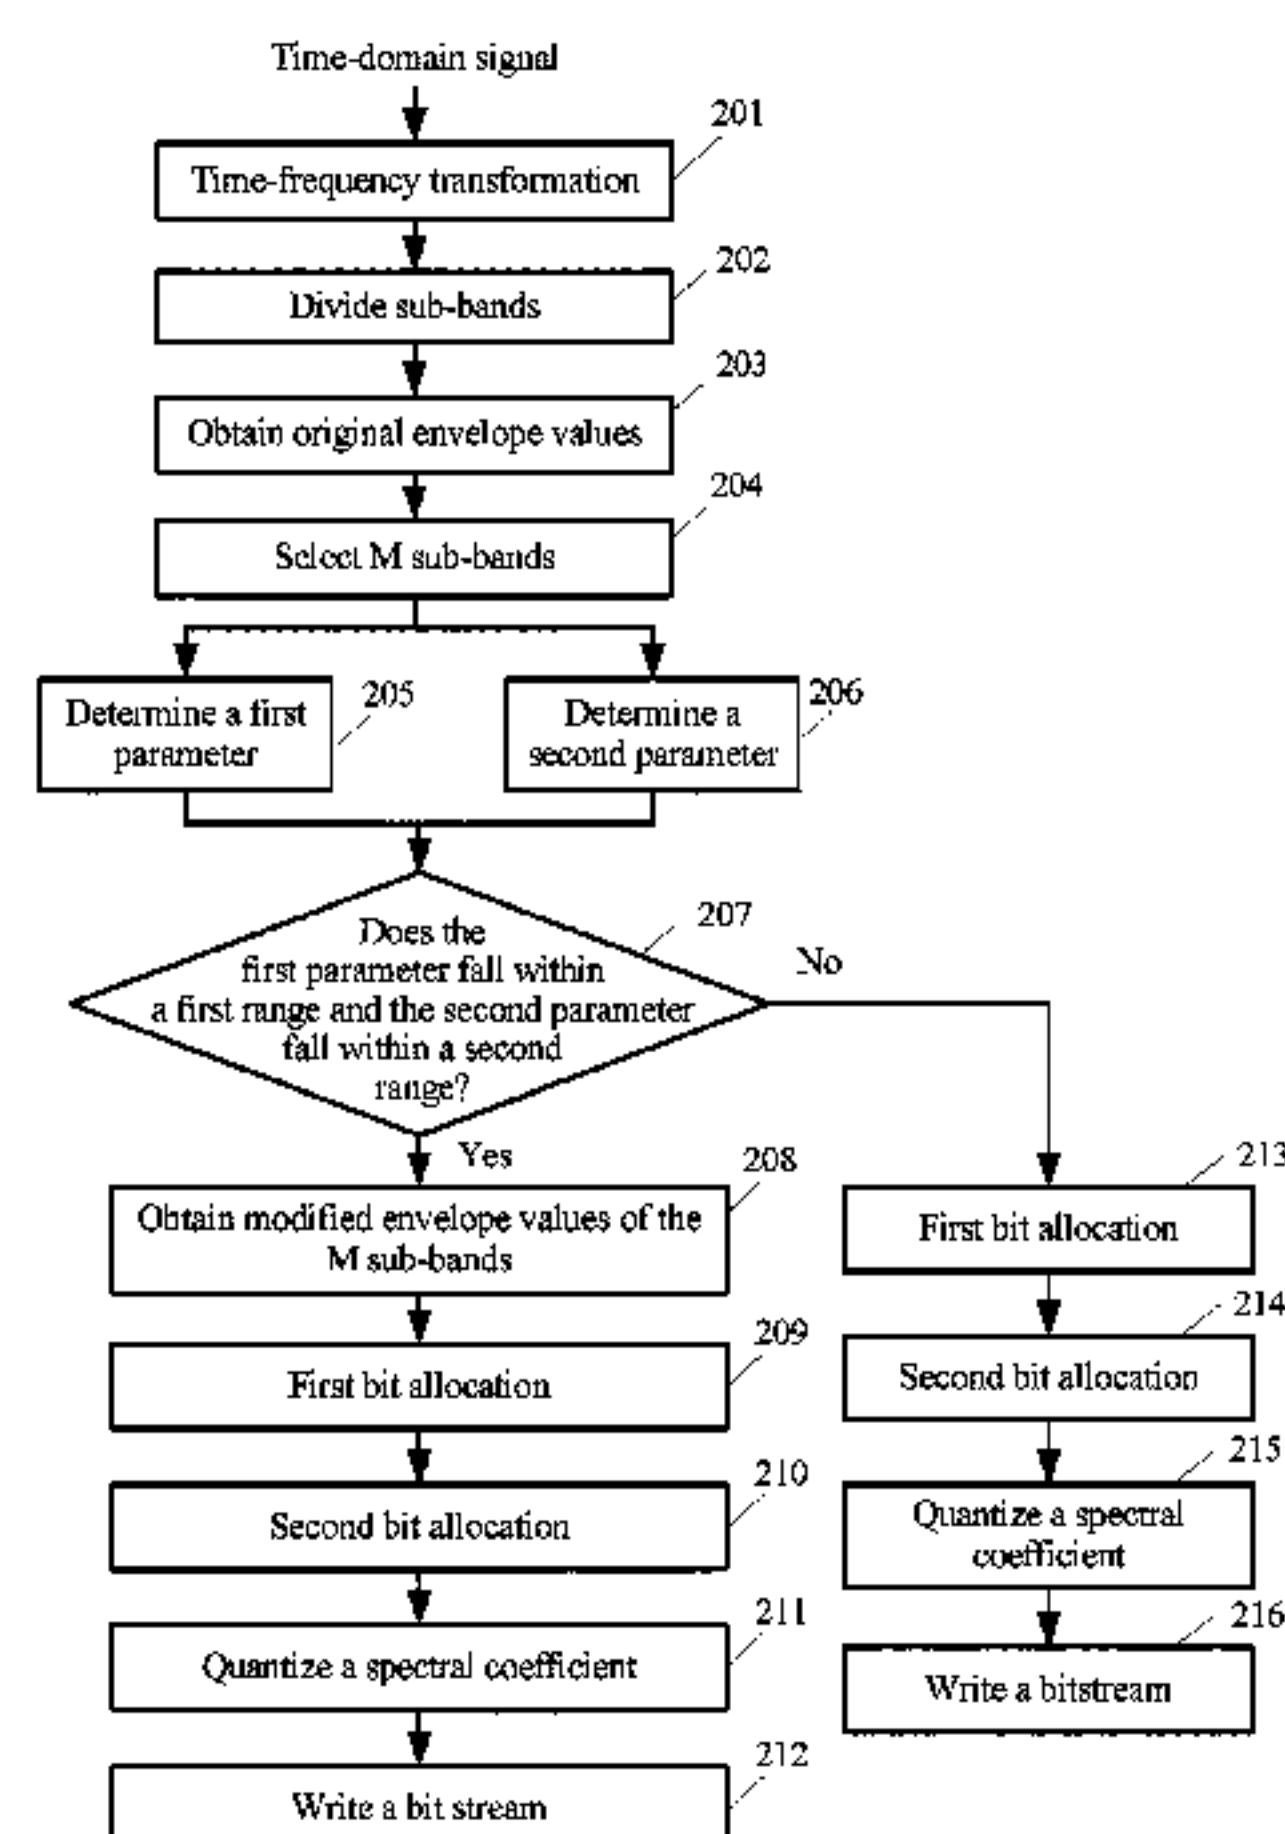 Time-domain signal
201
Time-frequency transformation
202
Divide sub-bands
203
Obtain original envelope values
204
Select M sub-bands
205
Determine a first
parameter
206
Determine a
second parameter
207
Does the
first parameter fall within
a first range and the second parameter
fall within a second
range?
No
Yes
208
Obtain modified envelope values of the
M sub-bands
209
First bit allocation
210
Second bit allocation
211
Quantize a spectral coefficient
212
Write a bit stream
213
First bit allocation
214
Second bit allocation
215
Quantize a spectral
coefficient
216
Write a bitstream